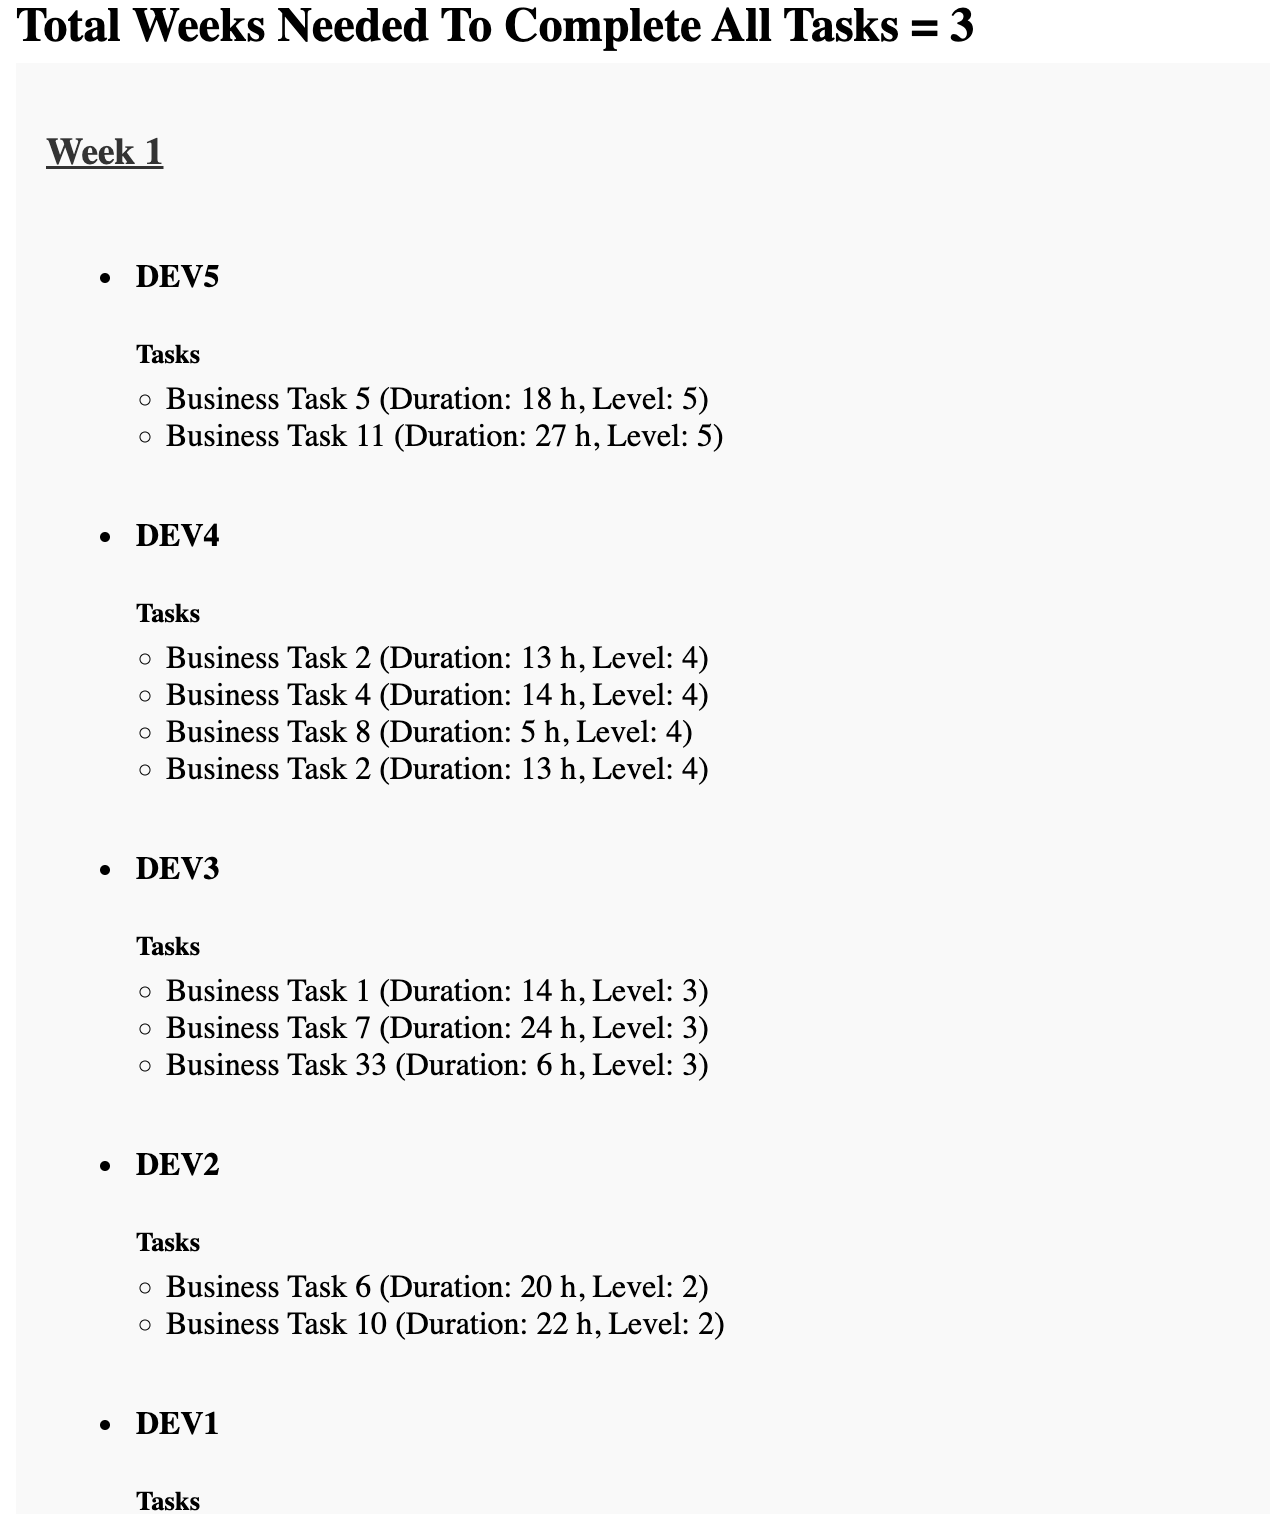 Total Weeks Needed To Complete All Tasks = 3
Week 1
DEV5
Tasks
Business Task 5 (Duration: 18 h, Level: 5)
Business Task 11 (Duration: 27 h, Level: 5)
DEV4
Tasks
Business Task 2 (Duration: 13 h, Level: 4)
Business Task 4 (Duration: 14 h, Level: 4)
Business Task 8 (Duration: 5 h, Level: 4)
Business Task 2 (Duration: 13 h, Level: 4)
DEV3
Tasks
Business Task 1 (Duration: 14 h, Level: 3)
Business Task 7 (Duration: 24 h, Level: 3)
Business Task 33 (Duration: 6 h, Level: 3)
DEV2
Tasks
Business Task 6 (Duration: 20 h, Level: 2)
Business Task 10 (Duration: 22 h, Level: 2)
DEV1
Tasks